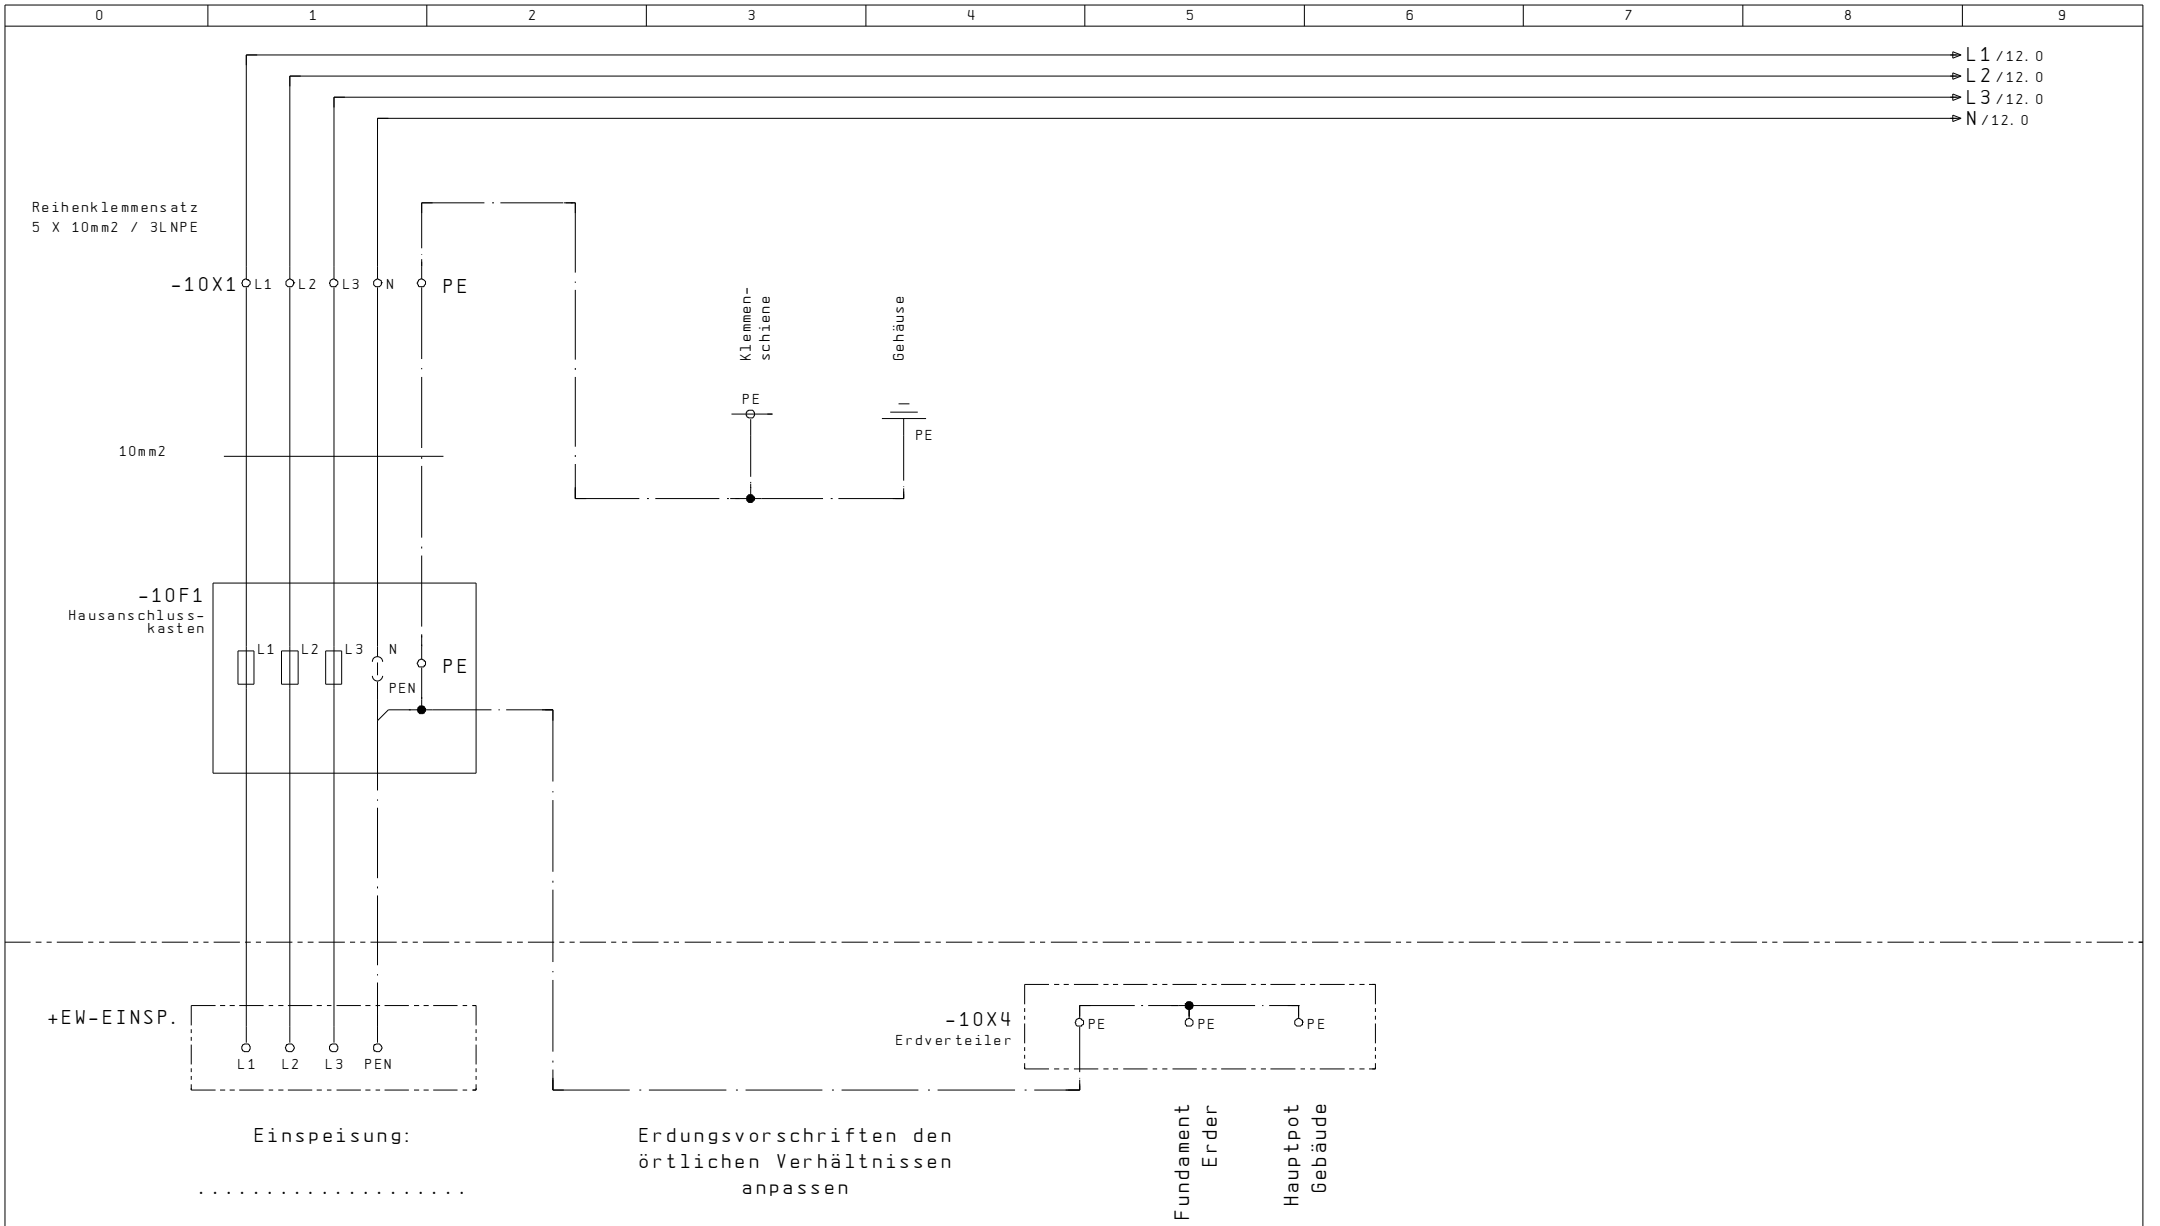 0 1 2 3 4 5 6 7 8 9
L1 /12.0
L2 /12.0
L3 /12.0
N /12.0
Reihenklemmensatz
5 X 10mm2 / 3LNPE
-10X1 L1 L2 L3 N PE
Klemmen-
schiene
Gehäuse
PE
PE
10mm2
-10F1
Hausanschluss-
kasten
L1 L2 L3 N
PE
PEN
+EW-EINSP.
L1 L2 L3 PEN
-10X4
Erdverteiler
PE PE PE
Einspeisung:
....................
Erdungsvorschriften den
örtlichen Verhältnissen
anpassen
Fundament
Erder
Hauptpot
Gebäude